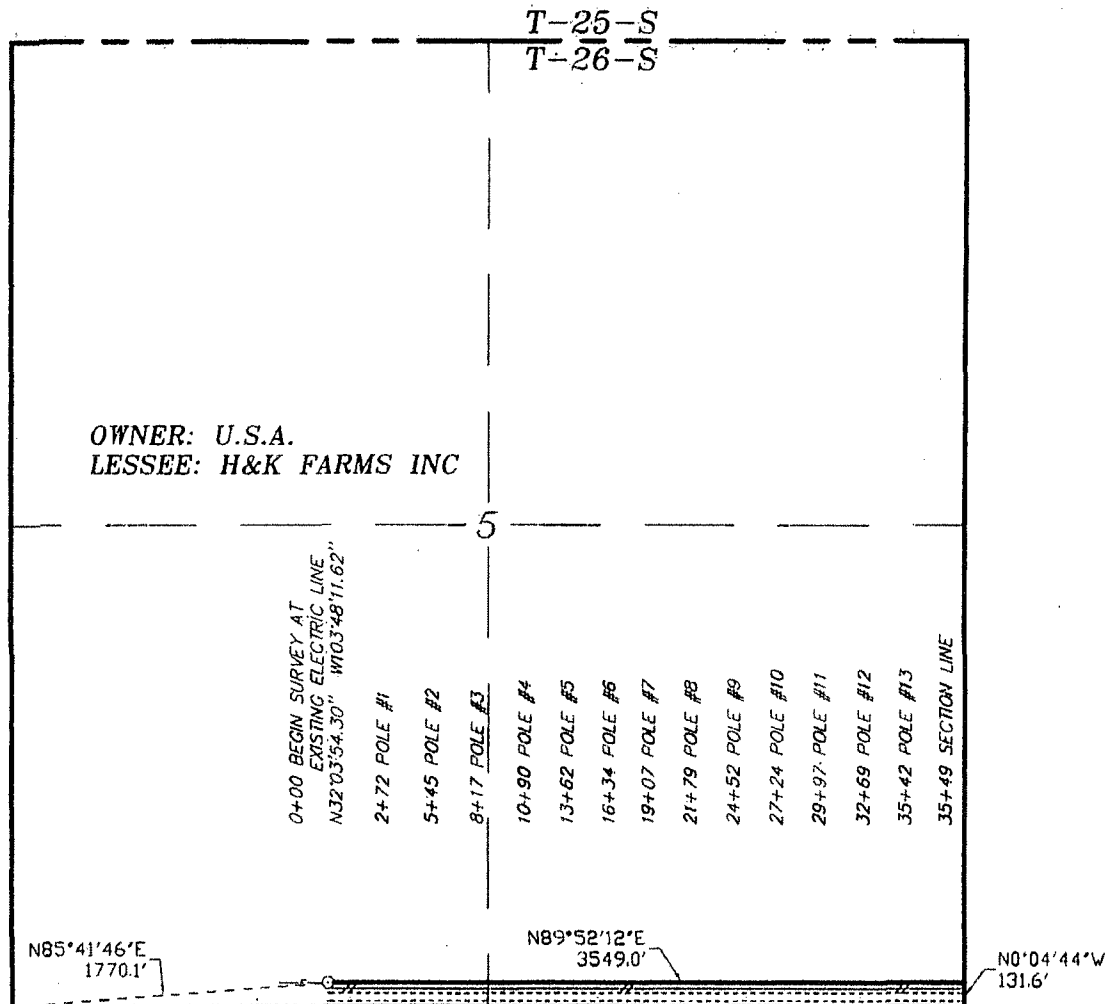 T-25-S
T-26-S
OWNER: U.S.A.
LESSEE: H&K FARMS INC
5
0+00 BEGIN SURVEY AT
EXISTING ELECTRIC LINE
N32°03'54.30" W103°48'11.62"
2+72 POLE #1
5+45 POLE #2
8+17 POLE #3
10+90 POLE #4
13+62 POLE #5
16+34 POLE #6
19+07 POLE #7
21+79 POLE #8
24+52 POLE #9
27+24 POLE #10
29+97 POLE #11
32+69 POLE #12
35+42 POLE #13
35+49 SECTION LINE
N85°41'46"E
1770.1'
N89°52'12"E
3549.0'
N0°04'44"W
131.6'